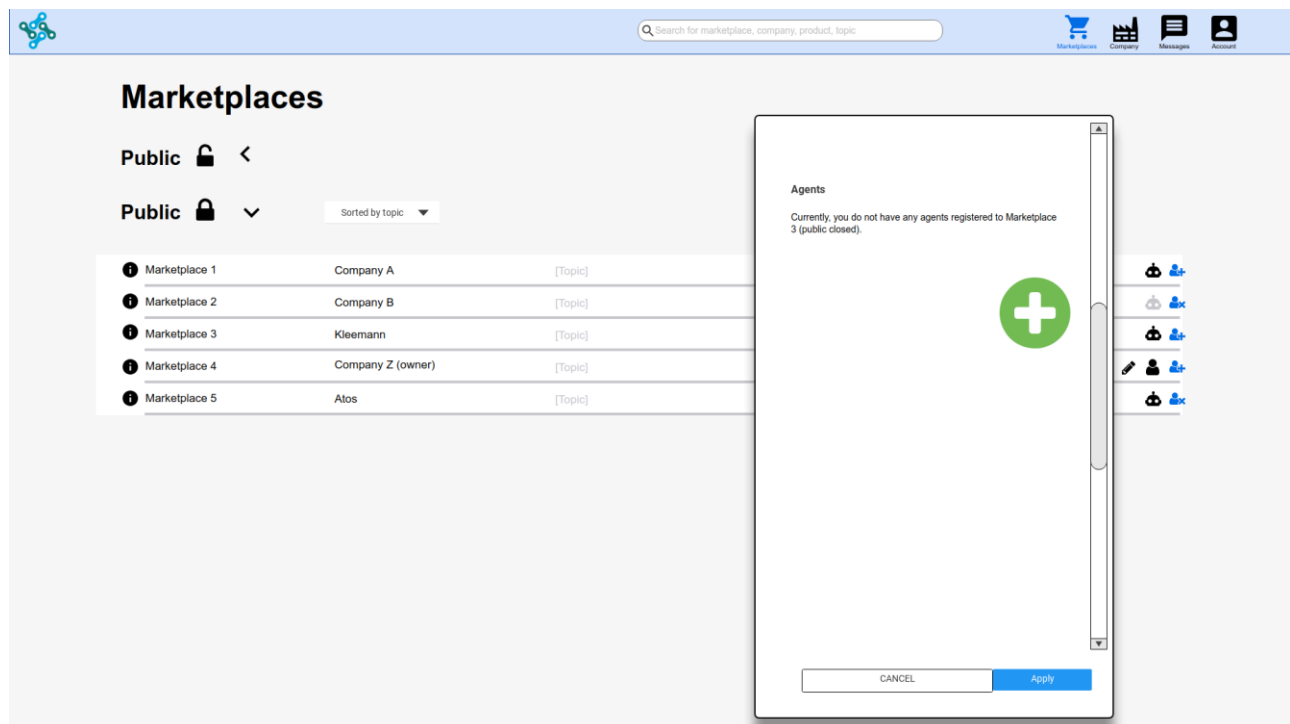 Search for marketplace, company, product, topic
Marketplaces
Company
Messages
Account
Marketplaces
Public
Public
Sorted by topic
Marketplace 1 Company A [Topic]
Marketplace 2 Company B [Topic]
Marketplace 3 Kleemann [Topic]
Marketplace 4 Company Z (owner) [Topic]
Marketplace 5 Atos [Topic]
Agents
Currently, you do not have any agents registered to Marketplace
3 (public closed).
CANCEL
Apply